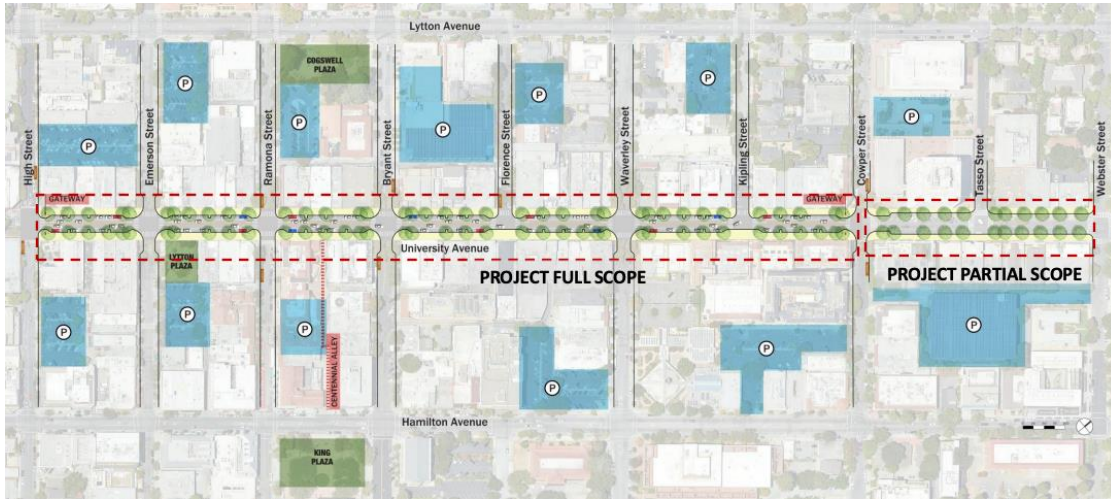 Lytton Avenue
COGSWELL
PLAZA
P
P
P
P
P
P
P
High Street
Emerson Street
Ramona Street
Bryant Street
Florence Street
Waverley Street
Kipling Street
Cowper Street
Tasso Street
Webster Street
GATEWAY
GATEWAY
University Avenue
LYTTON
PLAZA
PROJECT FULL SCOPE
PROJECT PARTIAL SCOPE
P
P
P
P
P
P
CENTENNIAL ALLEY
Hamilton Avenue
KING
PLAZA